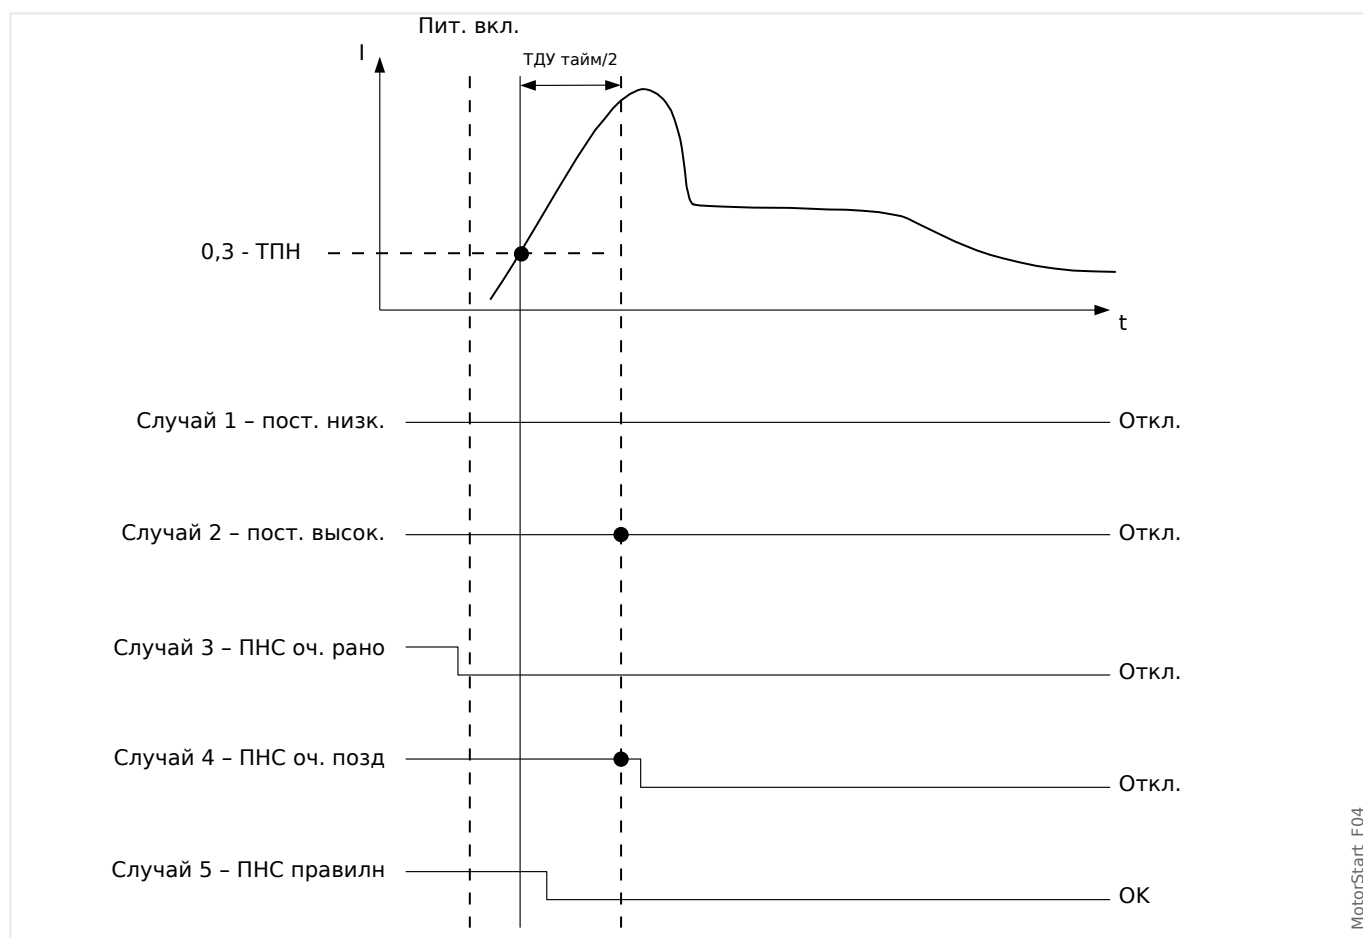 Пит. вкл.
I
ТДУ тайм/2
0,3 - ТПН
t
Случай 1 – пост. низк.
Откл.
Случай 2 – пост. высок.
Откл.
Случай 3 – ПНС оч. рано
Откл.
Случай 4 – ПНС оч. позд
Откл.
Случай 5 – ПНС правилн
OK
MotorStart_F04